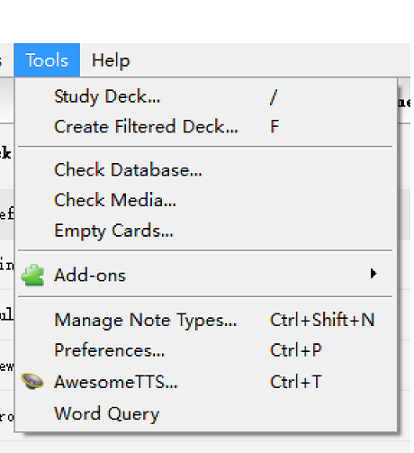 Tools Help
Study Deck... /
Create Filtered Deck... F
Check Database...
Check Media...
Empty Cards...
Add-ons
Manage Note Types... Ctrl+Shift+N
Preferences... Ctrl+P
AwesomeTTS... Ctrl+T
Word Query